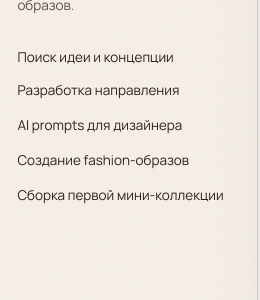 образов.
Поиск идеи и концепции
Разработка направления
AI prompts для дизайнера
Создание fashion-образов
Сборка первой мини-коллекции